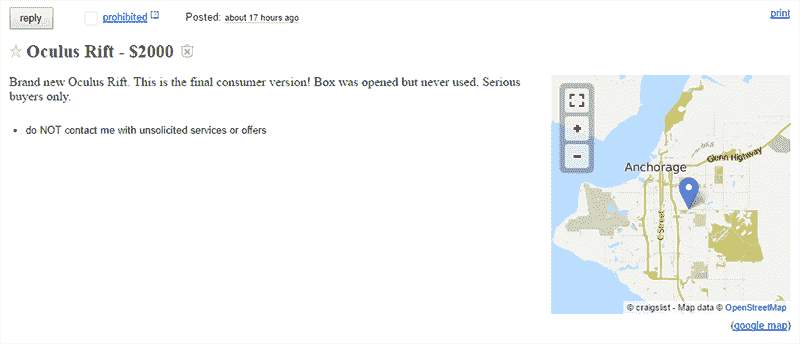 reply
prohibited [?]
Posted: about 17 hours ago
print
Oculus Rift - $2000
Brand new Oculus Rift. This is the final consumer version! Box was opened but never used. Serious
buyers only.
do NOT contact me with unsolicited services or offers
+
−
Anchorage
Glenn Highway
C Street
© craigslist - Map data © OpenStreetMap
(google map)